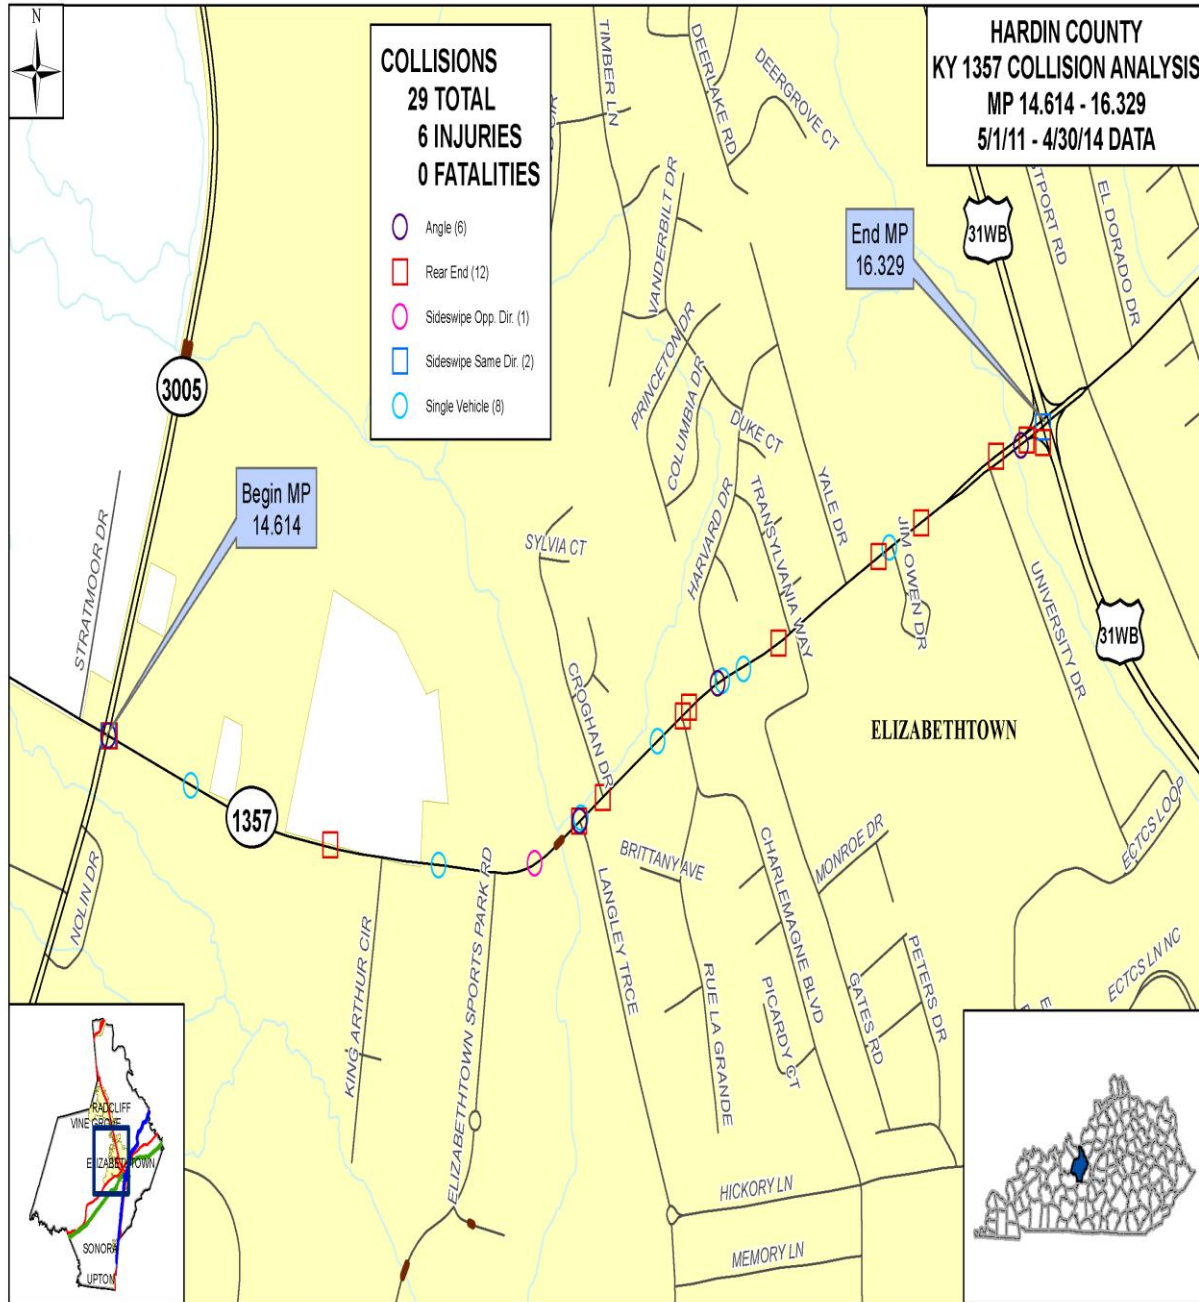 N
COLLISIONS
29 TOTAL
6 INJURIES
0 FATALITIES
Angle (6)
Rear End (12)
Sideswipe Opp. Dir. (1)
Sideswipe Same Dir. (2)
Single Vehicle (8)
HARDIN COUNTY
KY 1357 COLLISION ANALYSIS
MP 14.614 - 16.329
5/1/11 - 4/30/14 DATA
TIMBER LN
DEERLAKE RD
DEERGROVE CT
VANDERBILT DR
PRINCETON DR
COLUMBIA DR
DUKE CT
HARVARD DR
TRANSYLVANIA WAY
YALE DR
EL DORADO DR
31WB
End MP
16.329
3005
Begin MP
14.614
STRATMOOR DR
SYLVIA CT
CROGHAN DR
JIM OWEN DR
UNIVERSITY DR
31WB
ELIZABETHTOWN
1357
NOLIN DR
KING ARTHUR CIR
ELIZABETHTOWN SPORTS PARK RD
LANGLEY TRCE
BRITTANY AVE
RUE LA GRANDE
CHARLEMAGNE BLVD
PICARDY CT
MONROE DR
GATES RD
PETERS DR
ECTCS LOOP
ECTCS LN NC
HICKORY LN
MEMORY LN
RADCLIFF
VINE GROVE
ELIZABETHTOWN
SONORA
UPTON